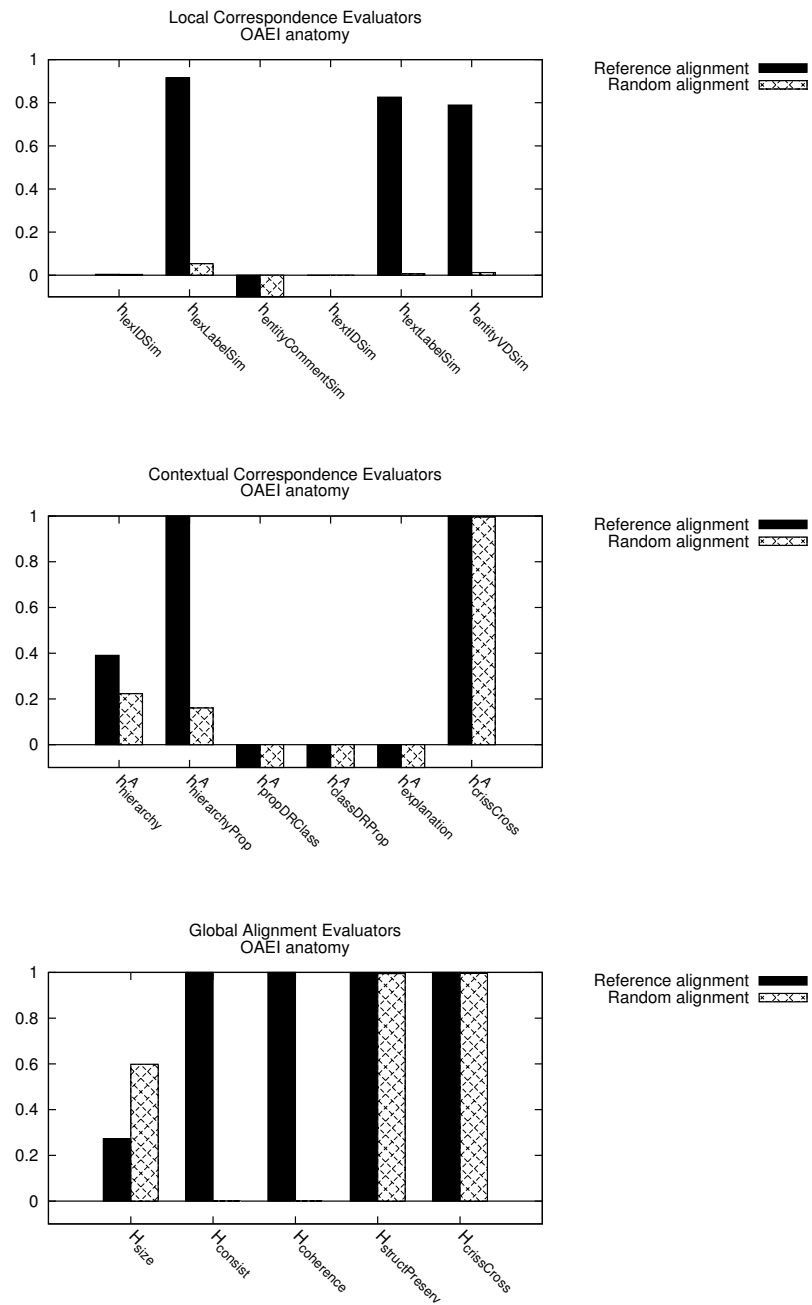 Local Correspondence Evaluators
OAEI anatomy
1
0.8
0.6
0.4
0.2
0
Reference alignment
Random alignment
hlexIDSim
hlexLabelSim
hentityCommentSim
htextIDSim
htextLabelSim
hentityVDSim
Contextual Correspondence Evaluators
OAEI anatomy
1
0.8
0.6
0.4
0.2
0
Reference alignment
Random alignment
hAhierarchy
hAhierarchyProp
hApropDRClass
hAclassDRProp
hAexplanation
hAcrissCross
Global Alignment Evaluators
OAEI anatomy
1
0.8
0.6
0.4
0.2
0
Reference alignment
Random alignment
Hsize
Hconsist
Hcoherence
HstructPreserv
HcrissCross